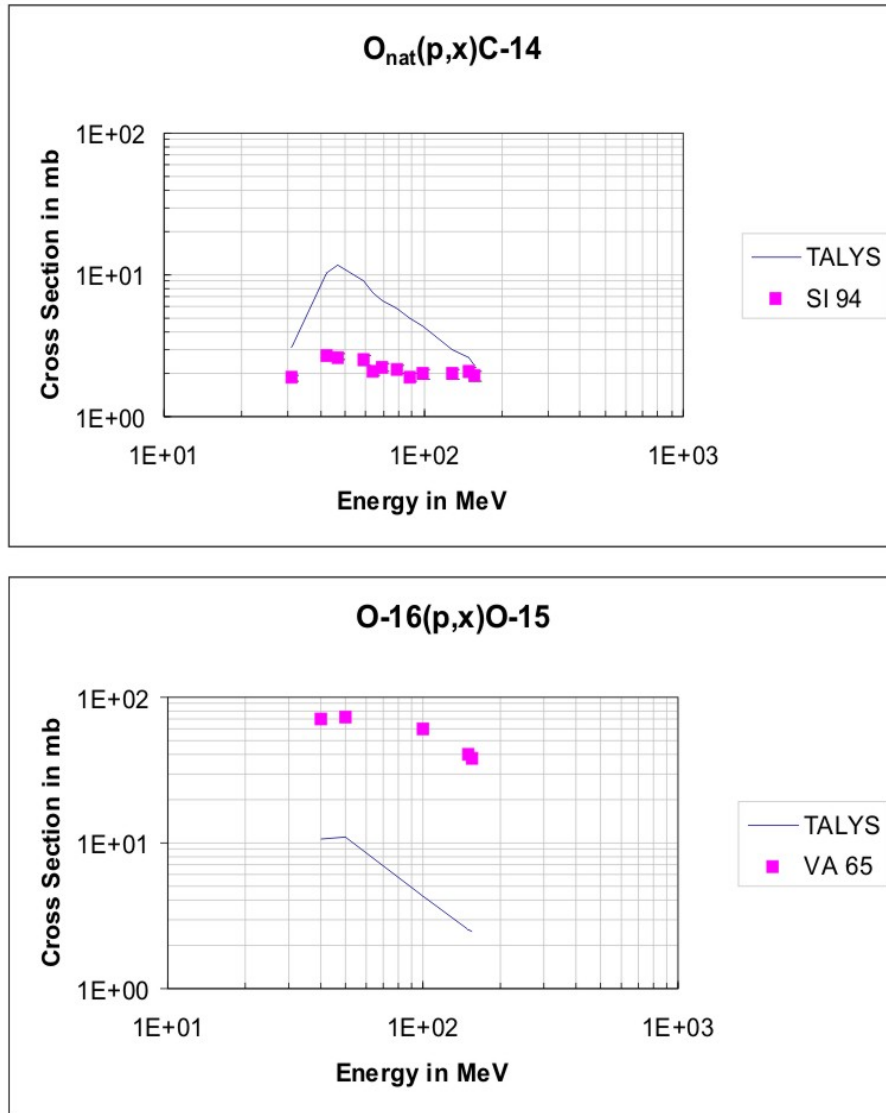 Onat(p,x)C-14
1E+02
1E+01
1E+00
Cross Section in mb
1E+01 1E+02 1E+03
Energy in MeV
TALYS
SI 94
O-16(p,x)O-15
1E+02
1E+01
1E+00
Cross Section in mb
1E+01 1E+02 1E+03
Energy in MeV
TALYS
VA 65